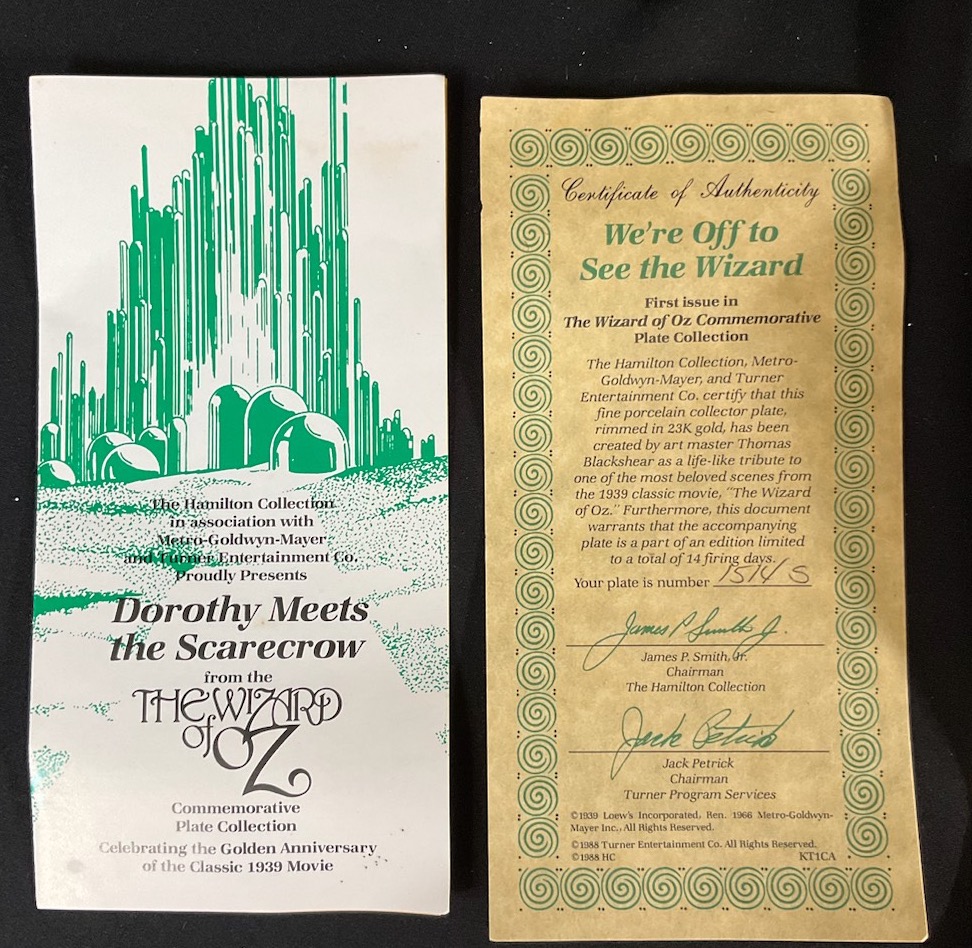 The Hamilton Collection
in association with
Metro-Goldwyn-Mayer
and Turner Entertainment Co.
Proudly Presents
Dorothy Meets
the Scarecrow
from the
THE WIZARD
of OZ
Commemorative
Plate Collection
Celebrating the Golden Anniversary
of the Classic 1939 Movie
Certificate of Authenticity
We're Off to
See the Wizard
First issue in
The Wizard of Oz Commemorative
Plate Collection
The Hamilton Collection, Metro-
Goldwyn-Mayer, and Turner
Entertainment Co. certify that this
fine porcelain collector plate,
rimmed in 23K gold, has been
created by art master Thomas
Blackshear as a life-like tribute to
one of the most beloved scenes from
the 1939 classic movie, "The Wizard
of Oz." Furthermore, this document
warrants that the accompanying
plate is a part of an edition limited
to a total of 14 firing days.
Your plate is number
James P Smith Jr.
James P. Smith, Jr.
Chairman
The Hamilton Collection
Jack Petrick
Jack Petrick
Chairman
Turner Program Services
©1939 Loew's Incorporated, Ren. 1966 Metro-Goldwyn-
Mayer Inc., All Rights Reserved.
©1988 Turner Entertainment Co. All Rights Reserved.
©1988 HC KT1CA